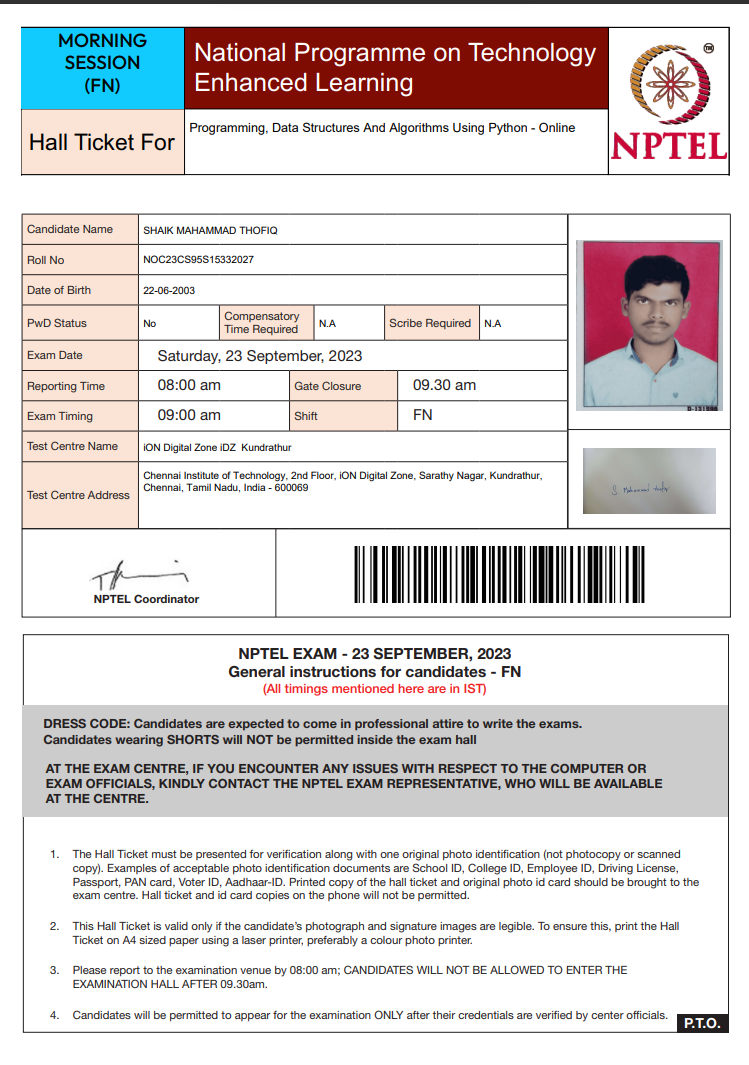 MORNING
SESSION
(FN)
National Programme on Technology
Enhanced Learning
Hall Ticket For
Programming, Data Structures And Algorithms Using Python - Online
TM
NPTEL
Candidate Name SHAIK MAHAMMAD THOFIQ
Roll No NOC23CS95S15332027
Date of Birth 22-06-2003
PwD Status No Compensatory Time Required N.A Scribe Required N.A
Exam Date Saturday, 23 September, 2023
Reporting Time 08:00 am Gate Closure 09.30 am
Exam Timing 09:00 am Shift FN
Test Centre Name iON Digital Zone iDZ Kundrathur
Test Centre Address Chennai Institute of Technology, 2nd Floor, iON Digital Zone, Sarathy Nagar, Kundrathur,
Chennai, Tamil Nadu, India - 600069
NPTEL Coordinator
NPTEL EXAM - 23 SEPTEMBER, 2023
General instructions for candidates - FN
(All timings mentioned here are in IST)
DRESS CODE: Candidates are expected to come in professional attire to write the exams.
Candidates wearing SHORTS will NOT be permitted inside the exam hall
AT THE EXAM CENTRE, IF YOU ENCOUNTER ANY ISSUES WITH RESPECT TO THE COMPUTER OR
EXAM OFFICIALS, KINDLY CONTACT THE NPTEL EXAM REPRESENTATIVE, WHO WILL BE AVAILABLE
AT THE CENTRE.
1. The Hall Ticket must be presented for verification along with one original photo identification (not photocopy or scanned
copy). Examples of acceptable photo identification documents are School ID, College ID, Employee ID, Driving License,
Passport, PAN card, Voter ID, Aadhaar-ID. Printed copy of the hall ticket and original photo id card should be brought to the
exam centre. Hall ticket and id card copies on the phone will not be permitted.
2. This Hall Ticket is valid only if the candidate's photograph and signature images are legible. To ensure this, print the Hall
Ticket on A4 sized paper using a laser printer, preferably a colour photo printer.
3. Please report to the examination venue by 08:00 am; CANDIDATES WILL NOT BE ALLOWED TO ENTER THE
EXAMINATION HALL AFTER 09.30am.
4. Candidates will be permitted to appear for the examination ONLY after their credentials are verified by center officials.
P.T.O.